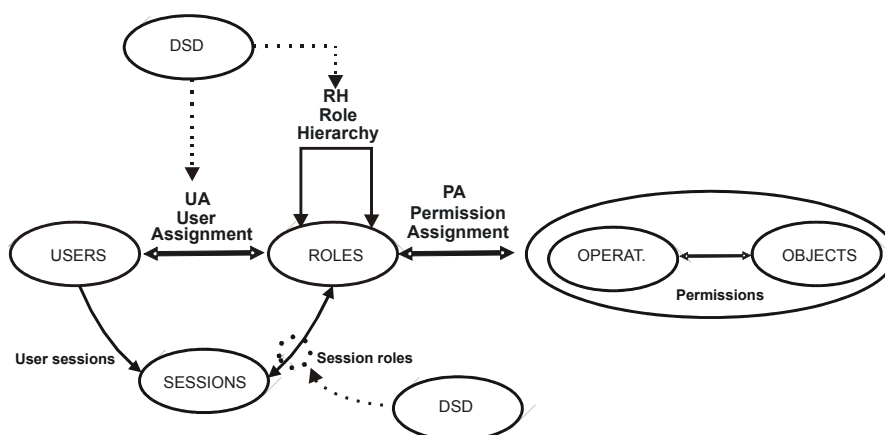 DSD
RH
Role
Hierarchy
UA
User
Assignment
PA
Permission
Assignment
USERS
ROLES
OPERAT.
OBJECTS
Permissions
User sessions
SESSIONS
Session roles
DSD